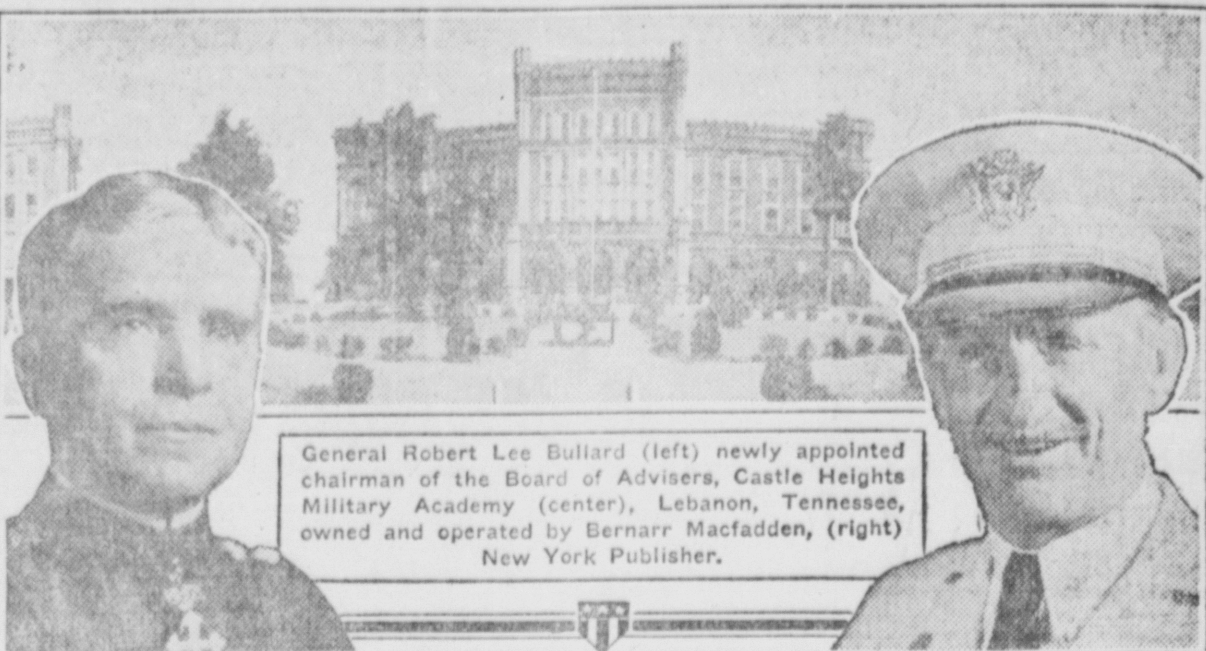 General Robert Lee Bullard (left) newly appointed
chairman of the Board of Advisers, Castle Heights
Military Academy (center), Lebanon, Tennessee,
owned and operated by Bernarr Macfadden, (right)
New York Publisher.